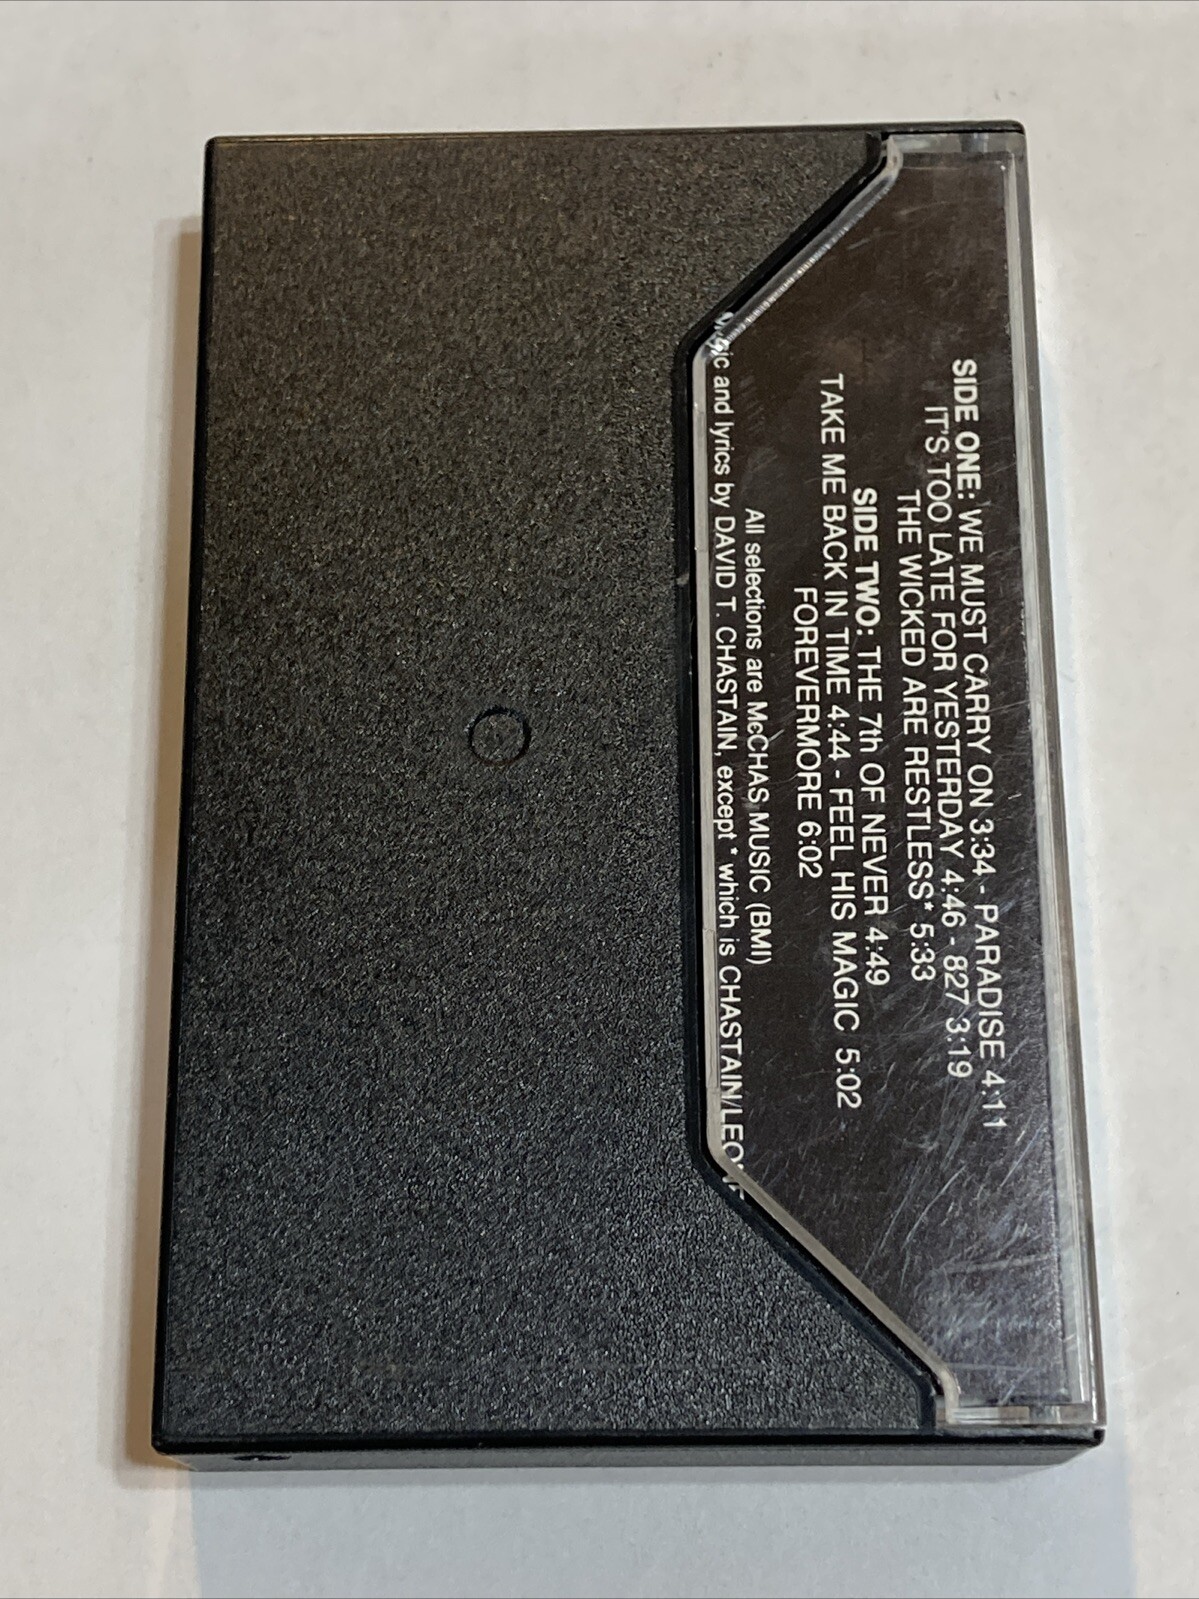 SIDE ONE: WE MUST CARRY ON 3:34 - PARADISE 4:11
IT'S TOO LATE FOR YESTERDAY 4:46 - 827 3:19
THE WICKED ARE RESTLESS* 5:33
SIDE TWO: THE 7th OF NEVER 4:49
TAKE ME BACK IN TIME 4:44 - FEEL HIS MAGIC 5:02
FOREVERMORE 6:02
All selections are McCHAS MUSIC (BMI)
Music and lyrics by DAVID T. CHASTAIN, except * which is CHASTAIN/